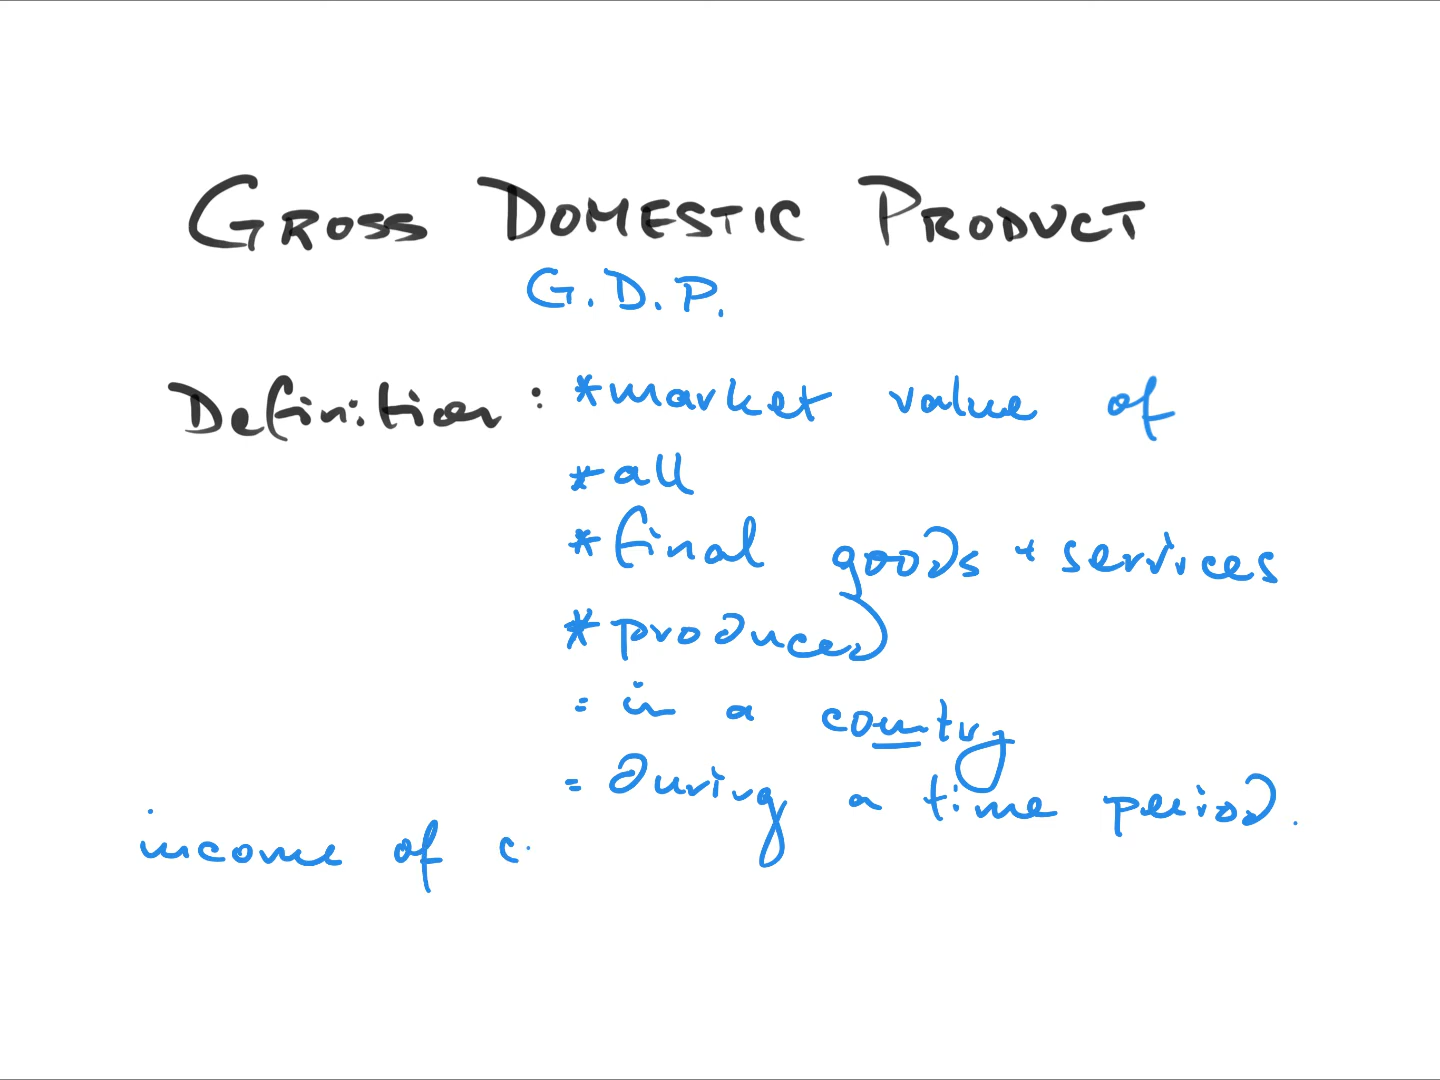 GROSS DOMESTIC PRODUCT
G.D.P.
Definition : *market value of
*all
*final goods + services
*produced
= in a country
= during a time period.
income of c